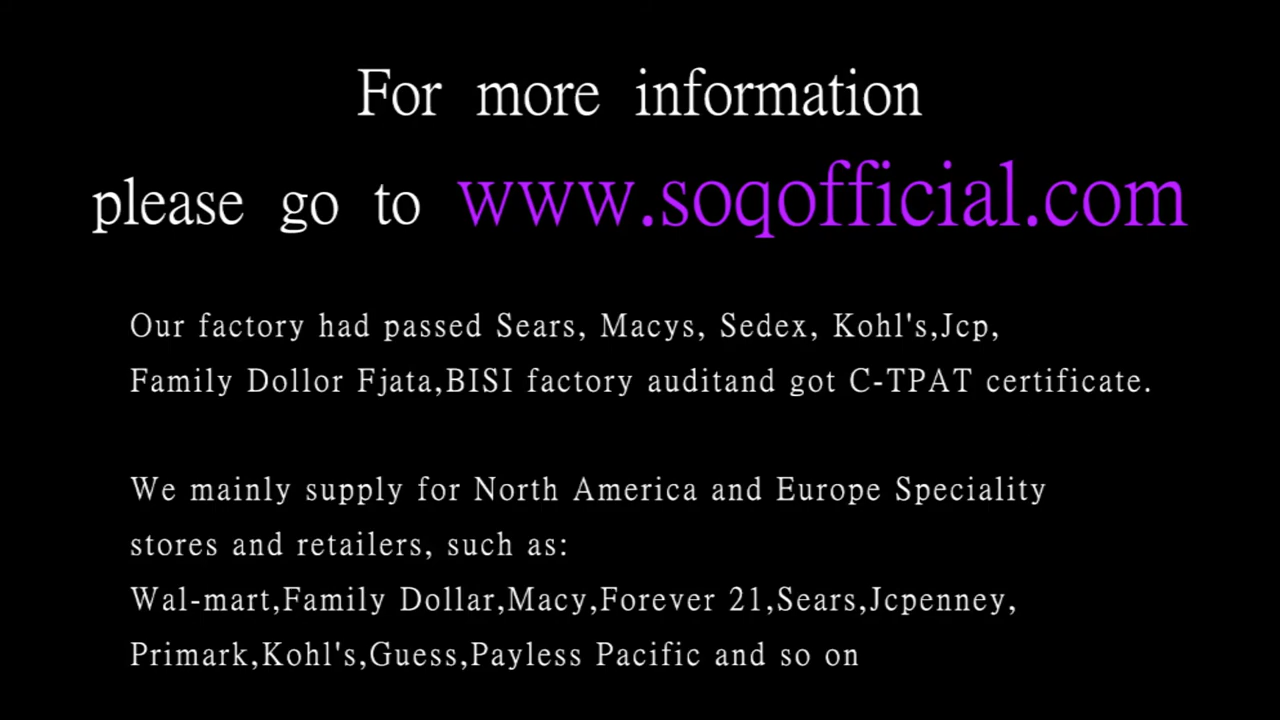 For more information
please go to www.soqofficial.com
Our factory had passed Sears, Macys, Sedex, Kohl's,Jcp,
Family Dollor Fjata,BISI factory auditand got C-TPAT certificate.
We mainly supply for North America and Europe Speciality
stores and retailers, such as:
Wal-mart,Family Dollar,Macy,Forever 21,Sears,Jcpenney,
Primark,Kohl's,Guess,Payless Pacific and so on